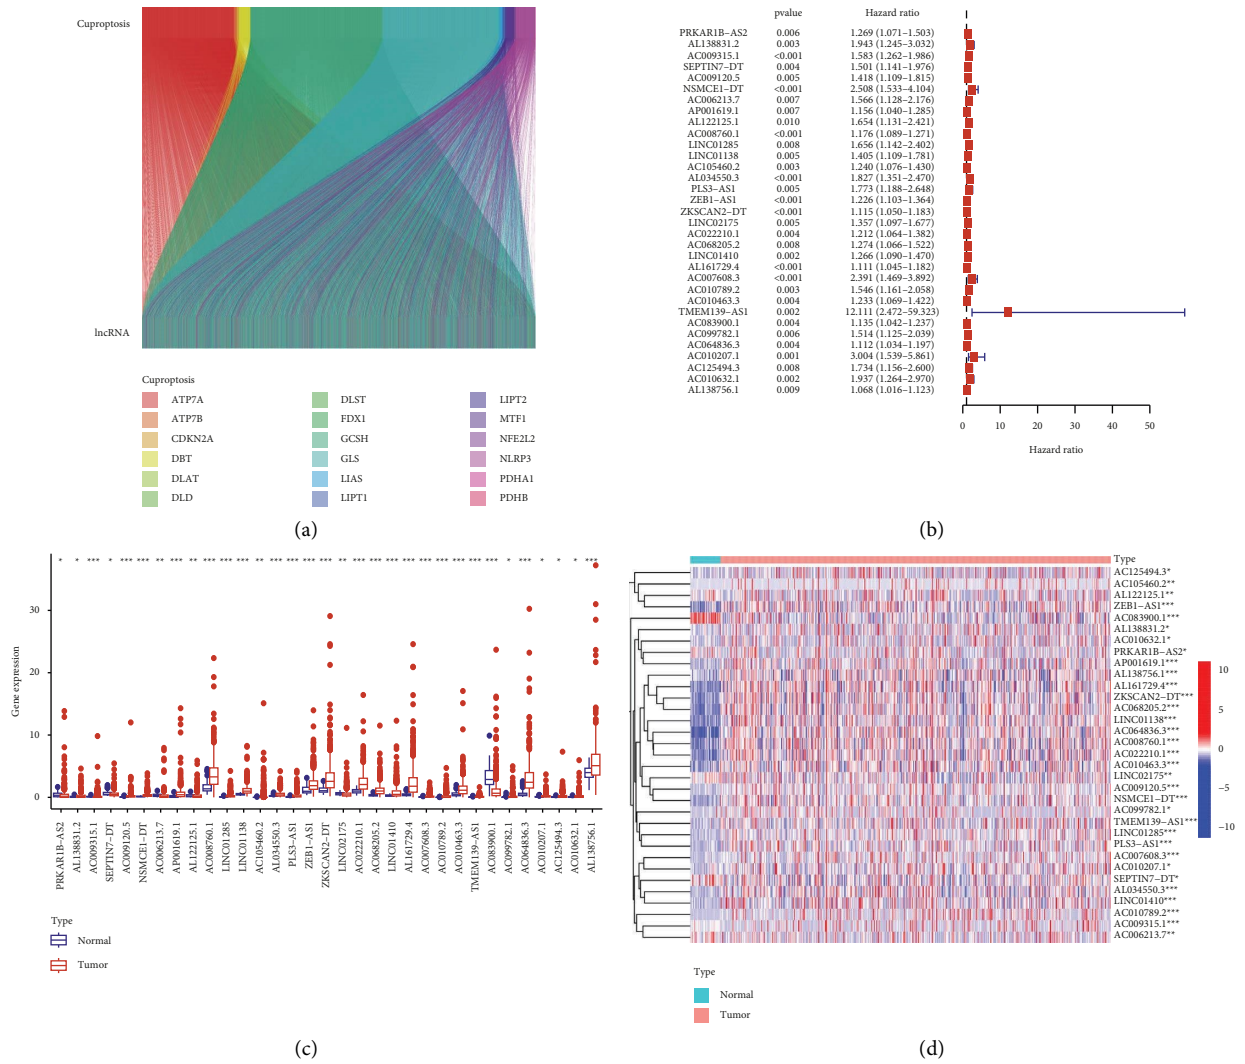 Cuproptosis
lncRNA
Cuproptosis
ATP7A
ATP7B
CDKN2A
DBT
DLAT
DLD
DLST
FDX1
GCSH
GLS
LIAS
LIPT1
LIPT2
MTF1
NFE2L2
NLRP3
PDHA1
PDHB
(a)
pvalue Hazard ratio
PRKAR1B−AS2 0.006 1.269 (1.071−1.503)
AL138831.2 0.003 1.943 (1.245−3.032)
AC009315.1 <0.001 1.583 (1.262−1.986)
SEPTIN7−DT 0.004 1.501 (1.141−1.976)
AC009120.5 0.005 1.418 (1.109−1.815)
NSMCE1−DT <0.001 2.508 (1.533−4.104)
AC006213.7 0.007 1.566 (1.128−2.176)
AP001619.1 0.007 1.156 (1.040−1.285)
AL122125.1 0.010 1.654 (1.131−2.421)
AC008760.1 <0.001 1.176 (1.089−1.271)
LINC01285 0.008 1.656 (1.142−2.402)
LINC01138 0.005 1.405 (1.109−1.781)
AC105460.2 0.003 1.240 (1.076−1.430)
AL034550.3 <0.001 1.827 (1.351−2.470)
PLS3−AS1 0.005 1.773 (1.188−2.648)
ZEB1−AS1 <0.001 1.226 (1.103−1.364)
ZKSCAN2−DT <0.001 1.115 (1.050−1.183)
LINC02175 0.005 1.357 (1.097−1.677)
AC022210.1 0.004 1.212 (1.064−1.382)
AC068205.2 0.008 1.274 (1.066−1.522)
LINC01410 0.002 1.266 (1.090−1.470)
AL161729.4 <0.001 1.111 (1.045−1.182)
AC007608.3 <0.001 2.391 (1.469−3.892)
AC010789.2 0.003 1.546 (1.161−2.058)
AC010463.3 0.004 1.233 (1.069−1.422)
TMEM139−AS1 0.002 12.111 (2.472−59.323)
AC083900.1 0.004 1.135 (1.042−1.237)
AC099782.1 0.006 1.514 (1.125−2.039)
AC064836.3 0.004 1.112 (1.034−1.197)
AC010207.1 0.001 3.004 (1.539−5.861)
AC125494.3 0.008 1.734 (1.156−2.600)
AC010632.1 0.002 1.937 (1.264−2.970)
AL138756.1 0.009 1.068 (1.016−1.123)
0 10 20 30 40 50
Hazard ratio
(b)
* * *** * *** *** ** *** ** *** *** *** ** *** *** *** *** ** *** *** *** *** *** *** *** *** *** * *** * * * ***
Gene expression
30
20
10
0
PRKAR1B−AS2
AL138831.2
AC009315.1
SEPTIN7−DT
AC009120.5
NSMCE1−DT
AC006213.7
AP001619.1
AL122125.1
AC008760.1
LINC01285
LINC01138
AC105460.2
AL034550.3
PLS3−AS1
ZEB1−AS1
ZKSCAN2−DT
LINC02175
AC022210.1
AC068205.2
LINC01410
AL161729.4
AC007608.3
AC010789.2
AC010463.3
TMEM139−AS1
AC083900.1
AC099782.1
AC064836.3
AC010207.1
AC125494.3
AC010632.1
AL138756.1
Type
Normal
Tumor
(c)
Type
AC125494.3*
AC105460.2**
AL122125.1**
ZEB1−AS1***
AC083900.1***
AL138831.2*
AC010632.1*
PRKAR1B−AS2*
AP001619.1***
AL138756.1***
AL161729.4***
ZKSCAN2−DT***
AC068205.2***
LINC01138***
AC064836.3***
AC008760.1***
AC022210.1***
AC010463.3***
LINC02175**
AC009120.5***
NSMCE1−DT***
AC099782.1*
TMEM139−AS1***
LINC01285***
PLS3−AS1***
AC007608.3***
AC010207.1*
SEPTIN7−DT*
AL034550.3***
LINC01410***
AC010789.2***
AC009315.1***
AC006213.7**
10
5
0
−5
−10
Type
Normal
Tumor
(d)